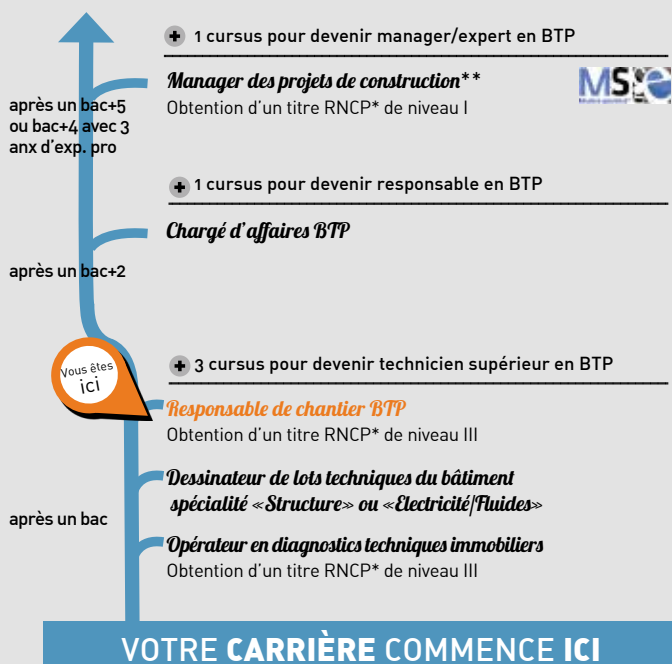 + 1 cursus pour devenir manager/expert en BTP
Manager des projets de construction**
MS
Obtention d'un titre RNCP* de niveau I
après un bac+5
ou bac+4 avec 3
anx d'exp. pro
+ 1 cursus pour devenir responsable en BTP
Chargé d'affaires BTP
après un bac+2
Vous êtes
ici
+ 3 cursus pour devenir technicien supérieur en BTP
Responsable de chantier BTP
Obtention d'un titre RNCP* de niveau III
Dessinateur de lots techniques du bâtiment
spécialité «Structure» ou «Electricité/Fluides»
après un bac
Opérateur en diagnostics techniques immobiliers
Obtention d'un titre RNCP* de niveau III
VOTRE CARRIÈRE COMMENCE ICI